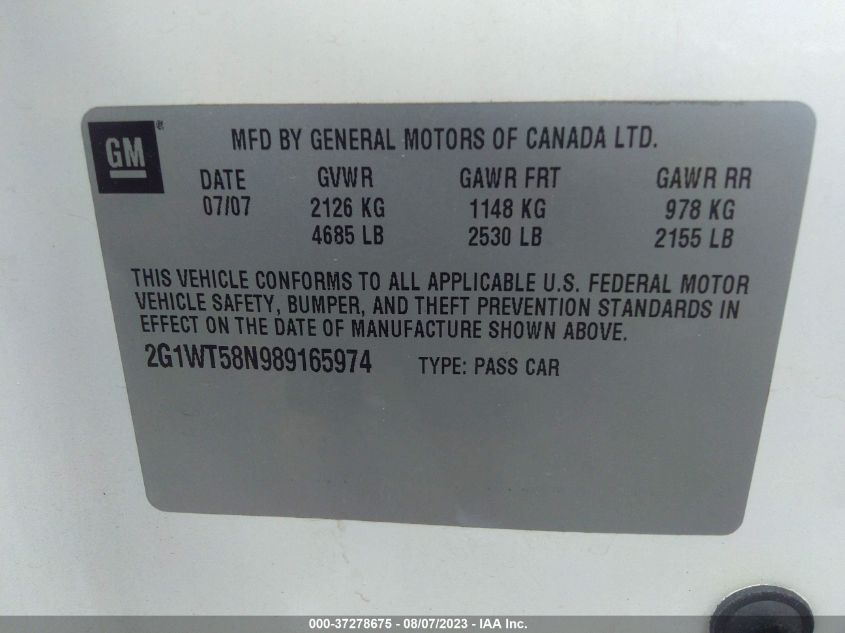 GM®
MFD BY GENERAL MOTORS OF CANADA LTD.
DATE GVWR GAWR FRT GAWR RR
07/07 2126 KG 1148 KG 978 KG
4685 LB 2530 LB 2155 LB
THIS VEHICLE CONFORMS TO ALL APPLICABLE U.S. FEDERAL MOTOR
VEHICLE SAFETY, BUMPER, AND THEFT PREVENTION STANDARDS IN
EFFECT ON THE DATE OF MANUFACTURE SHOWN ABOVE.
2G1WT58N989165974 TYPE: PASS CAR
000-37278675 - 08/07/2023 - IAA Inc.